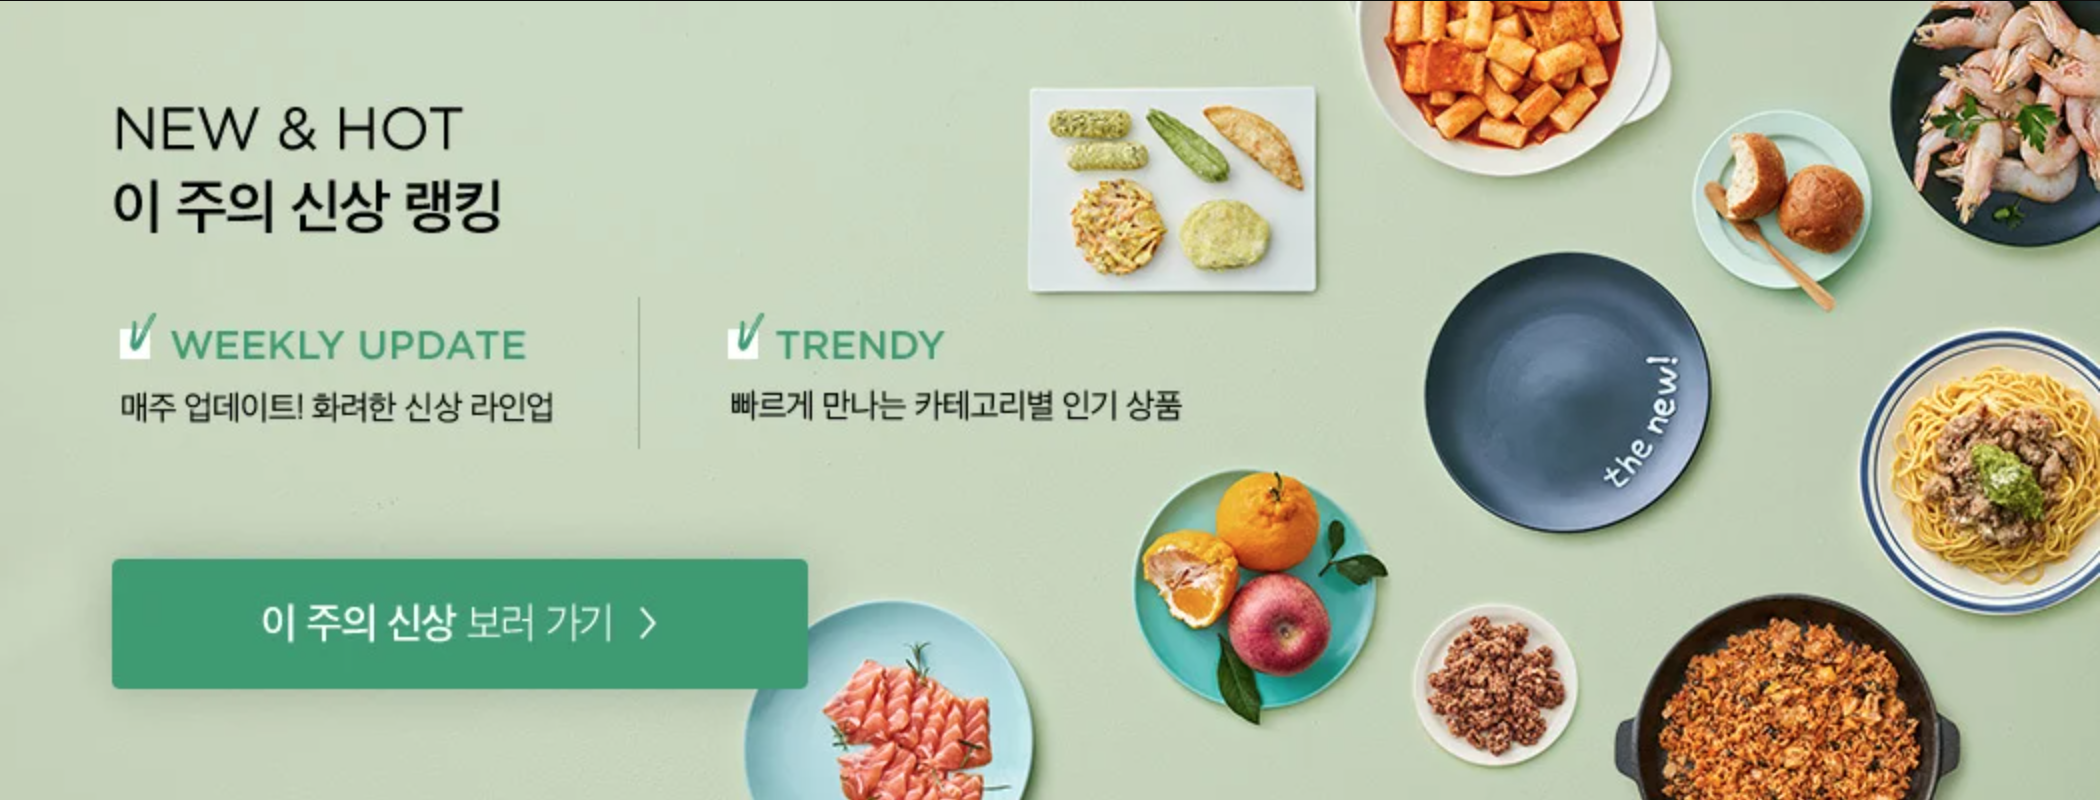 NEW & HOT
이 주의 신상 랭킹
WEEKLY UPDATE
매주 업데이트! 화려한 신상 라인업
TRENDY
빠르게 만나는 카테고리별 인기 상품
the new!
이 주의 신상 보러 가기 >